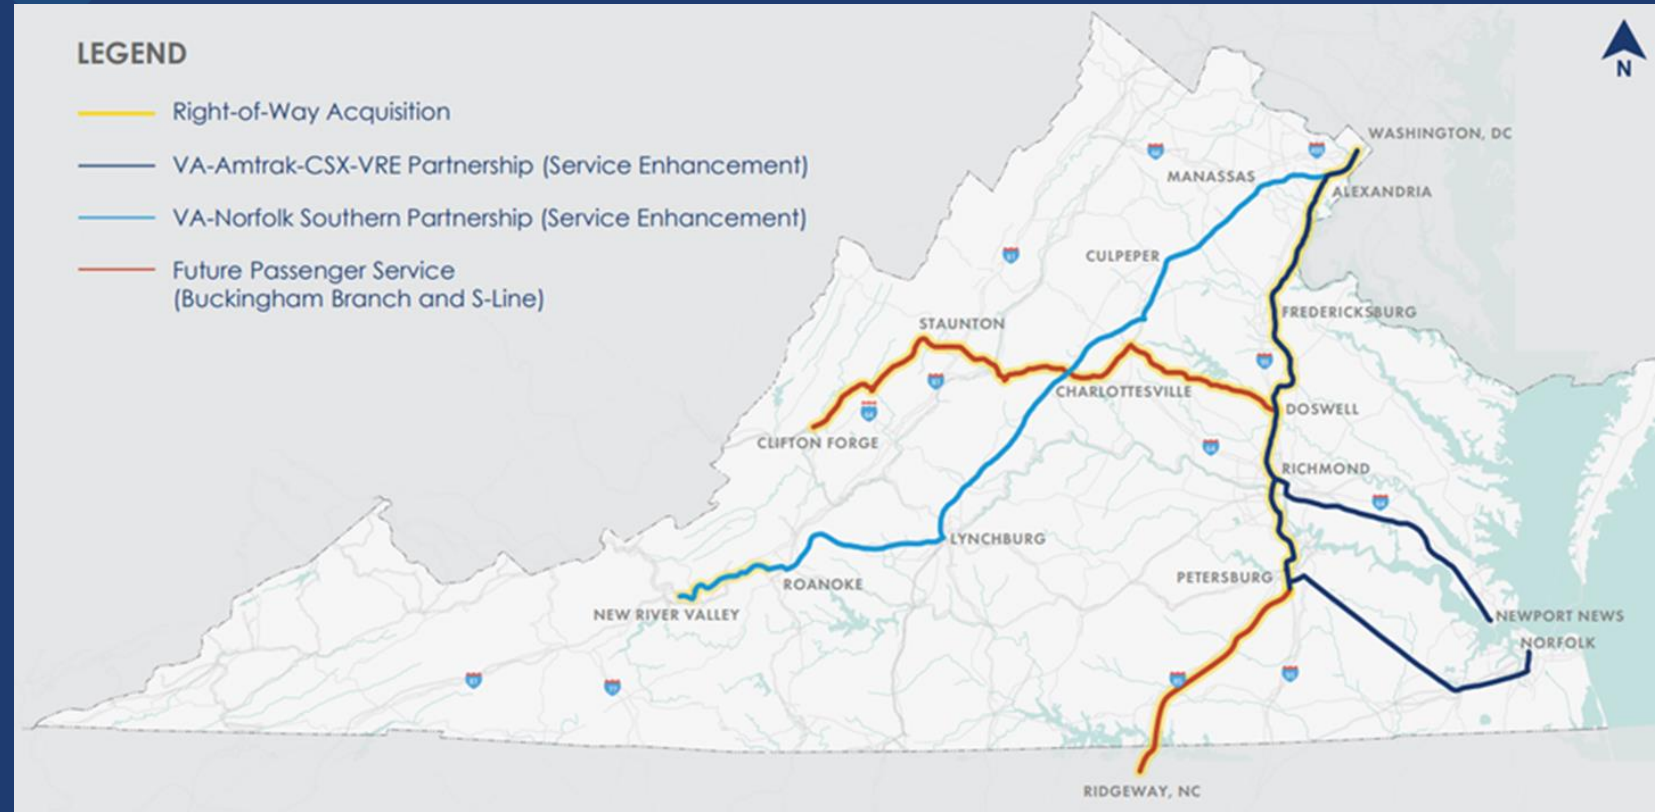 LEGEND
Right-of-Way Acquisition
VA-Amtrak-CSX-VRE Partnership (Service Enhancement)
VA-Norfolk Southern Partnership (Service Enhancement)
Future Passenger Service
(Buckingham Branch and S-Line)
N
WASHINGTON, DC
MANASSAS
ALEXANDRIA
CULPEPER
FREDERICKSBURG
STAUNTON
CHARLOTTESVILLE
DOSWELL
CLIFTON FORGE
RICHMOND
LYNCHBURG
PETERSBURG
ROANOKE
NEW RIVER VALLEY
NEWPORT NEWS
NORFOLK
RIDGEWAY, NC